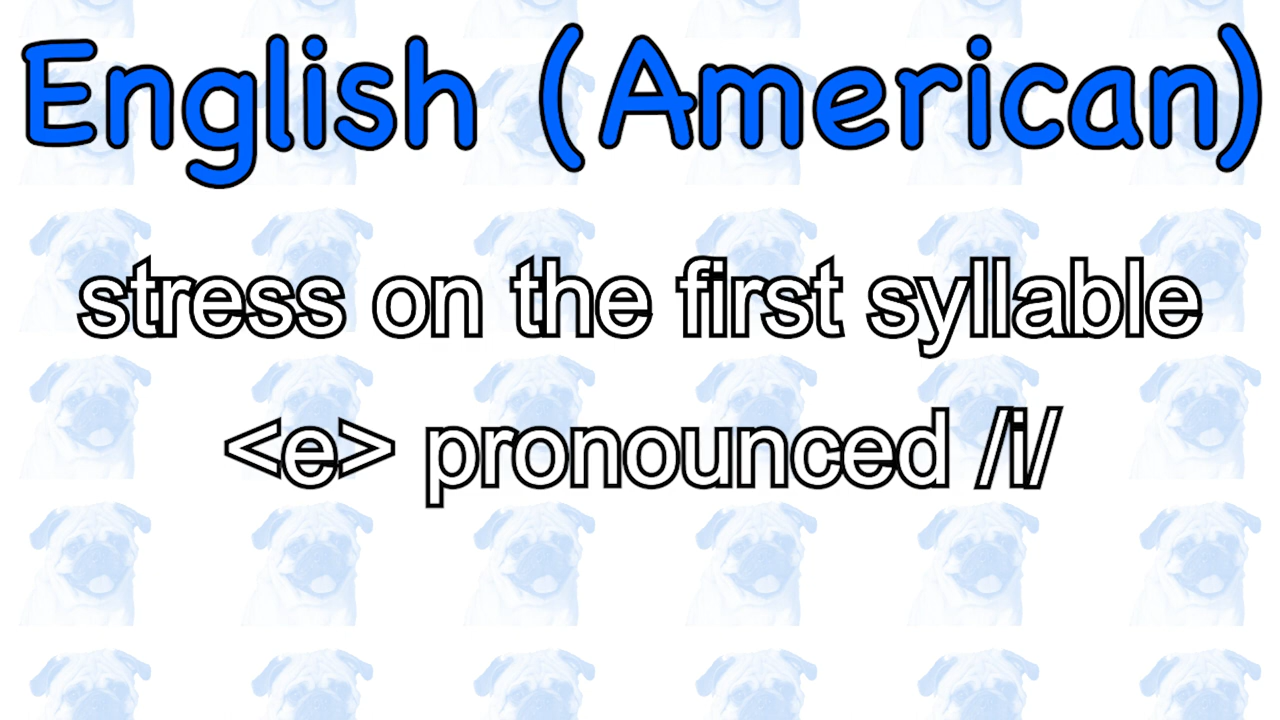 English (American)
stress on the first syllable
<e> pronounced /i/